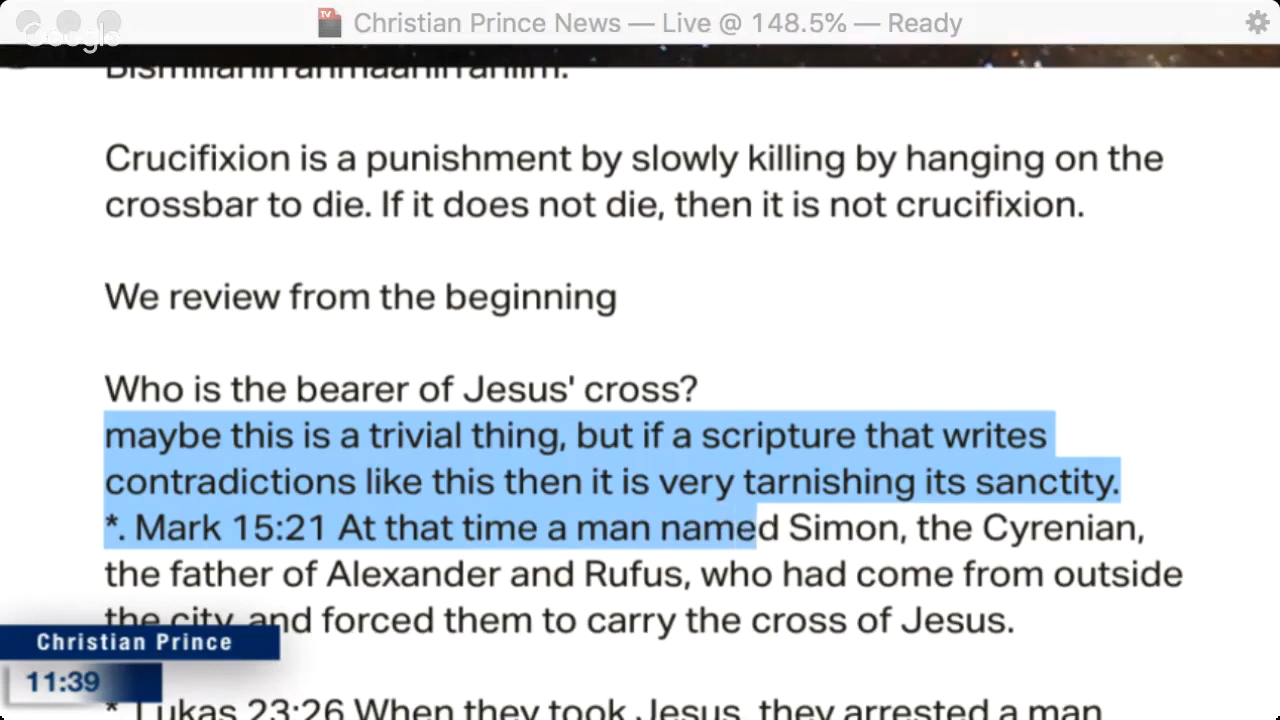 Christian Prince News — Live @ 148.5% — Ready
Google
Bismillahirrahmaanirrahiim.
Crucifixion is a punishment by slowly killing by hanging on the
crossbar to die. If it does not die, then it is not crucifixion.
We review from the beginning
Who is the bearer of Jesus' cross?
maybe this is a trivial thing, but if a scripture that writes
contradictions like this then it is very tarnishing its sanctity.
*. Mark 15:21 At that time a man named Simon, the Cyrenian,
the father of Alexander and Rufus, who had come from outside
the city, and forced them to carry the cross of Jesus.
Christian Prince
11:39
* Lukas 23:26 When they took Jesus, they arrested a man